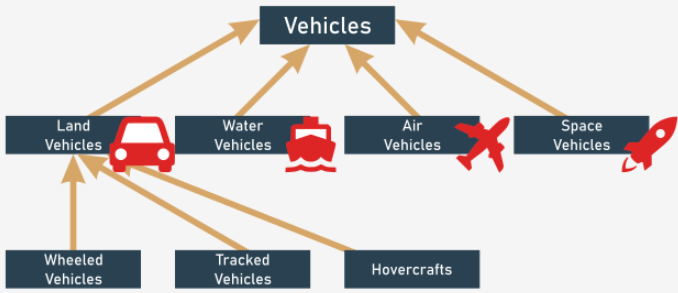 Vehicles
Land
Vehicles
Water
Vehicles
Air
Vehicles
Space
Vehicles
Wheeled
Vehicles
Tracked
Vehicles
Hovercrafts